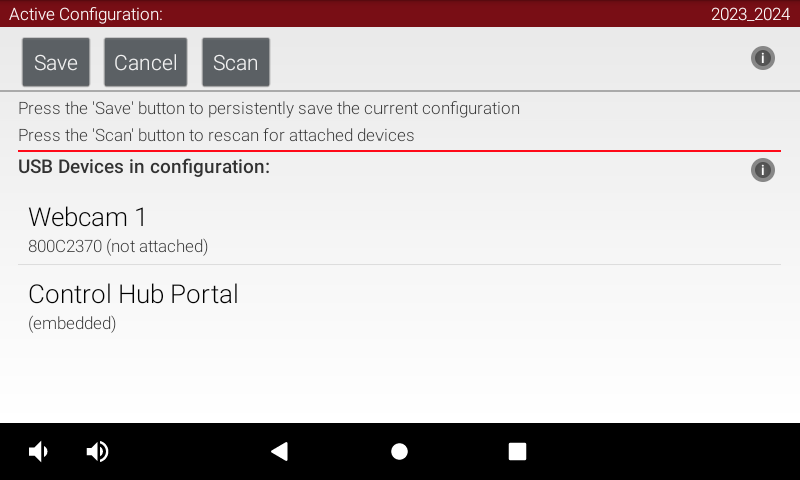 Active Configuration: 2023_2024
Save Cancel Scan
Press the 'Save' button to persistently save the current configuration
Press the 'Scan' button to rescan for attached devices
USB Devices in configuration:
Webcam 1
800C2370 (not attached)
Control Hub Portal
(embedded)